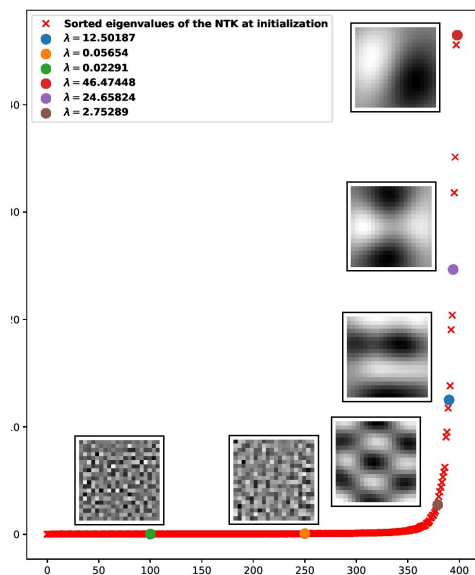 Sorted eigenvalues of the NTK at initialization
λ = 12.50187
λ = 0.05654
λ = 0.02291
λ = 46.47448
λ = 24.65824
λ = 2.75289
40
30
20
10
0
0 50 100 150 200 250 300 350 400